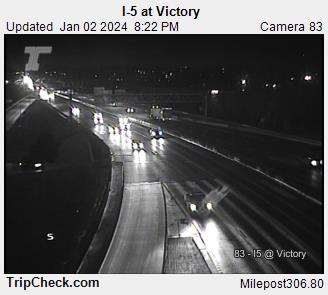 I-5 at Victory
Updated Jan 02 2024 8:22 PM Camera 83
T
S
83 - I5 @ Victory
TripCheck.com Milepost306.80